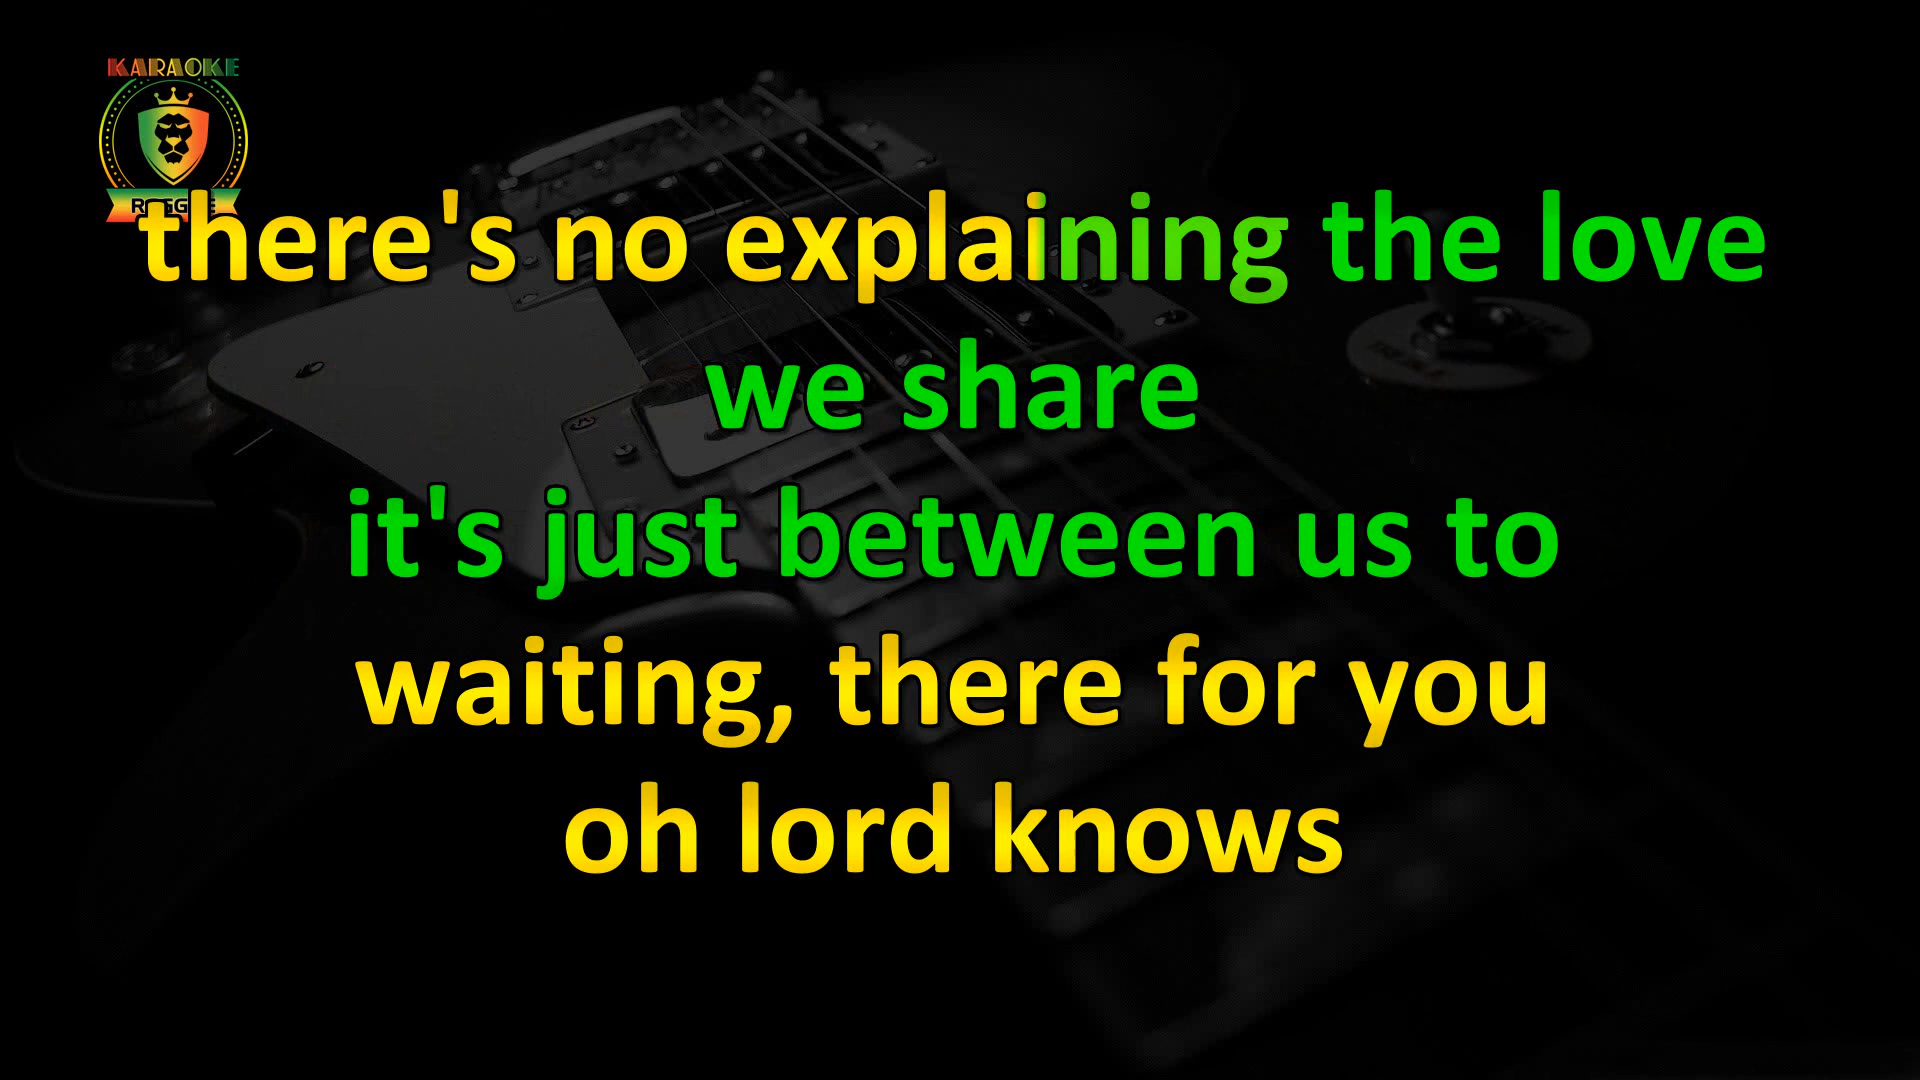 KARAOKE
there's no explaining the love
we share
it's just between us to
waiting, there for you
oh lord knows